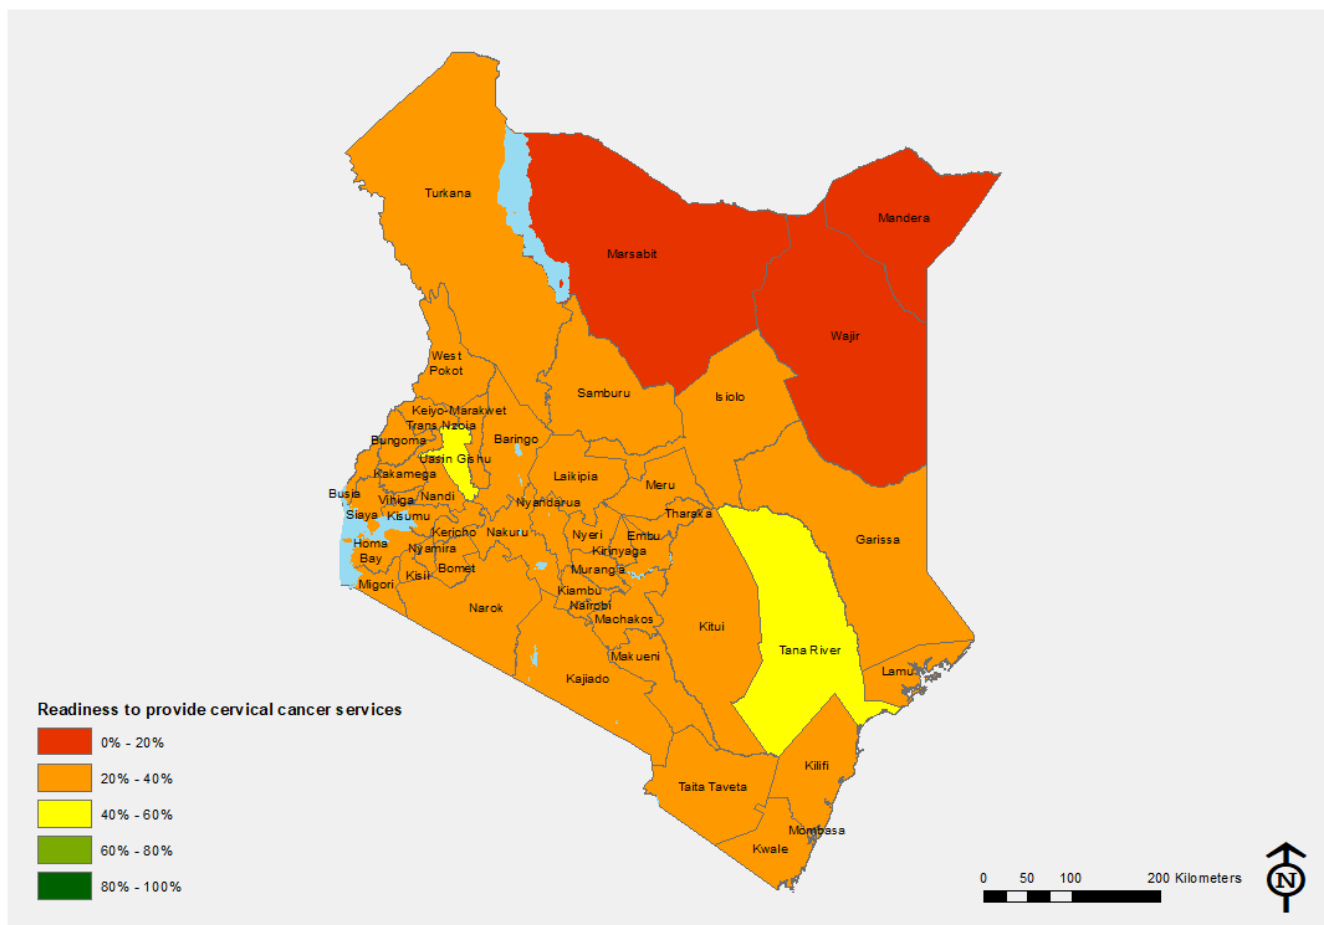 Turkana
Mandera
Marsabit
Wajir
West
Pokot
Samburu
Isiolo
Keiyo-Marakwet
Trans Nzoia
Bungoma
Baringo
Uasin Gishu
Kakamega
Laikipia
Meru
Busia
Vihiga
Nandi
Nyandarua
Siaya
Kisumu
Tharaka
Kericho
Nakuru
Nyeri
Embu
Garissa
Homa
Bay
Nyamira
Kirinyaga
Bomet
Murang'a
Kisii
Migori
Kiambu
Nairobi
Narok
Machakos
Kitui
Makueni
Tana River
Lamu
Kajiado
Kilifi
Taita Taveta
Mombasa
Kwale
Readiness to provide cervical cancer services
0% - 20%
20% - 40%
40% - 60%
60% - 80%
80% - 100%
0 50 100 200 Kilometers
N